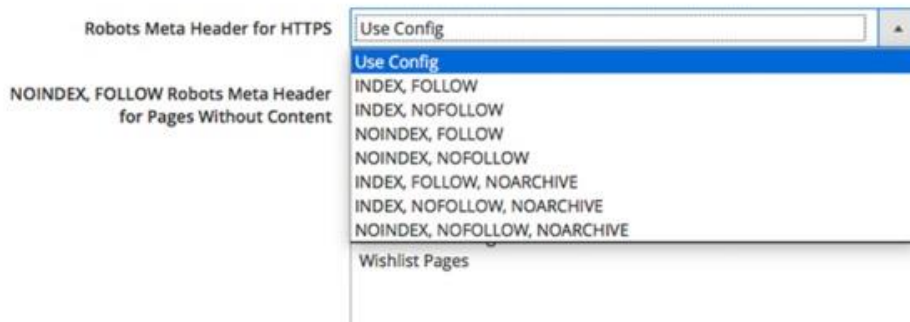 Robots Meta Header for HTTPS
Use Config
Use Config
INDEX, FOLLOW
INDEX, NOFOLLOW
NOINDEX, FOLLOW
NOINDEX, NOFOLLOW
INDEX, FOLLOW, NOARCHIVE
INDEX, NOFOLLOW, NOARCHIVE
NOINDEX, NOFOLLOW, NOARCHIVE
NOINDEX, FOLLOW Robots Meta Header
for Pages Without Content
Wishlist Pages